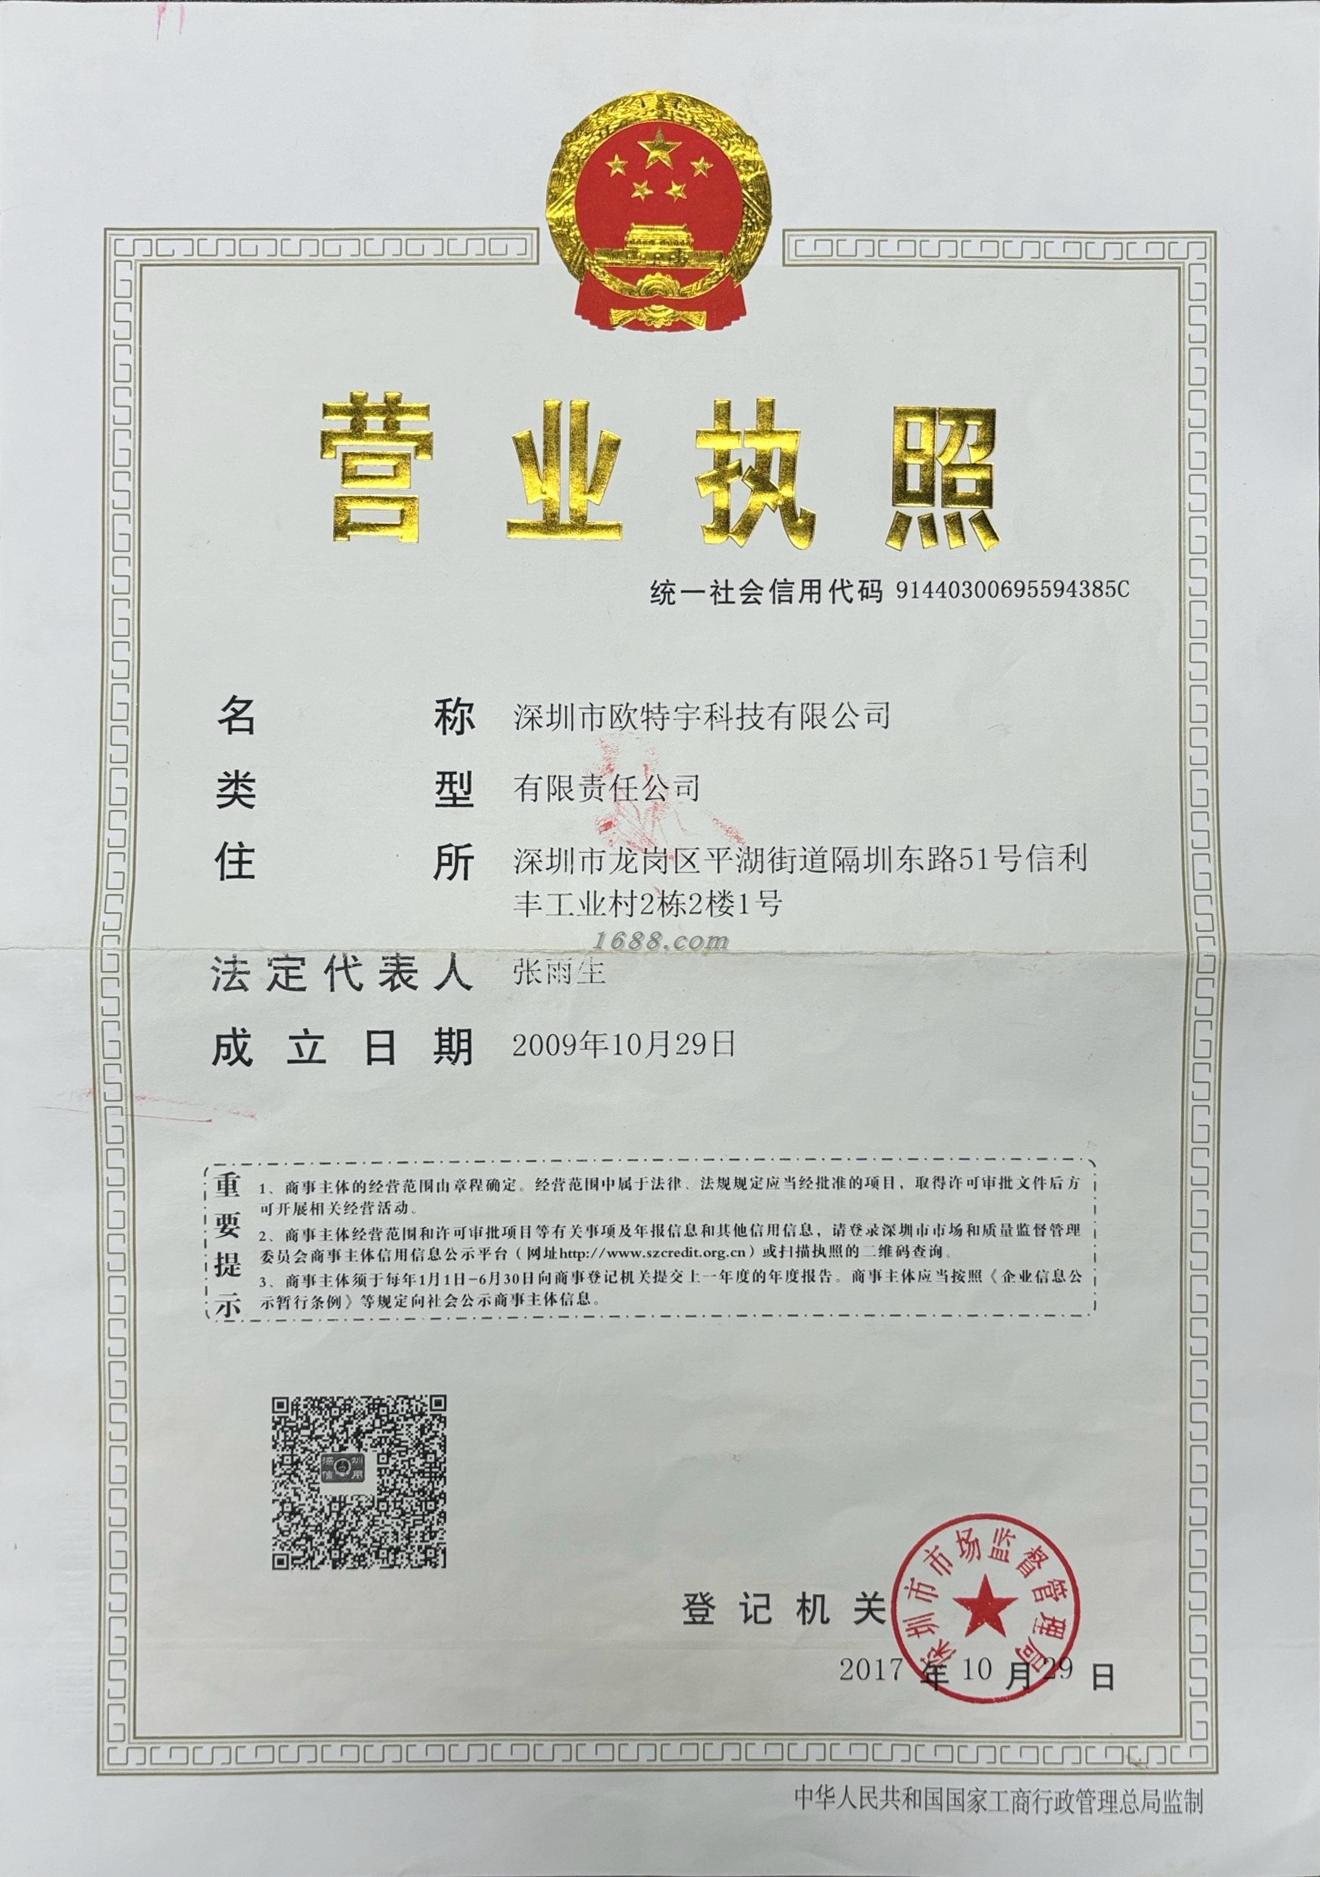 营业执照
统一社会信用代码 91440300695594385C
名称 深圳市欧特宇科技有限公司
类型 有限责任公司
住所 深圳市龙岗区平湖街道隔圳东路51号信利
丰工业村2栋2楼1号
1688.com
法定代表人 张雨生
成立日期 2009年10月29日
重要提示
1、商事主体的经营范围由章程确定。经营范围中属于法律、法规规定应当经批准的项目，取得许可审批文件后方
可开展相关经营活动。
2、商事主体经营范围和许可审批项目等有关事项及年报信息和其他信用信息，请登录深圳市市场和质量监督管理
委员会商事主体信用信息公示平台（网址http://www.szcredit.org.cn）或扫描执照的二维码查询。
3、商事主体须于每年1月1日-6月30日向商事登记机关提交上一年度的年度报告。商事主体应当按照《企业信息公
示暂行条例》等规定向社会公示商事主体信息。
深圳信用
登记机关
深圳市市场监督管理局
2017年10月29日
中华人民共和国国家工商行政管理总局监制